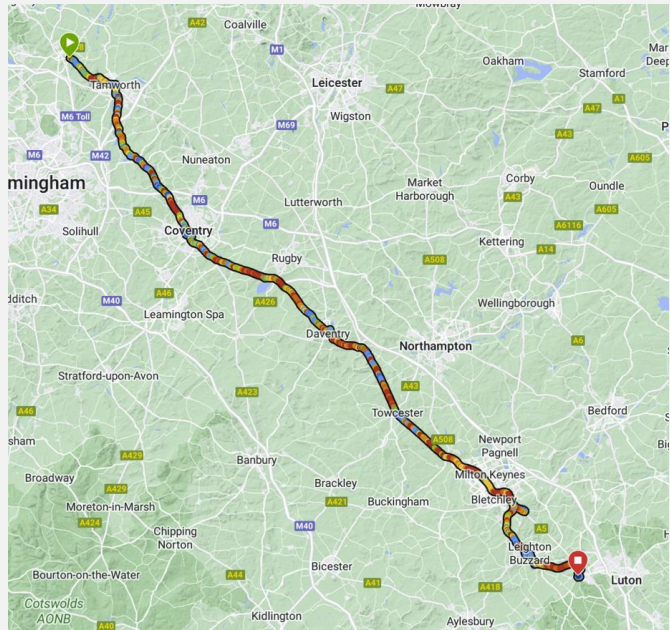 Mowbray
A42
Coalville
M1
Oakham
Stamford
Mar
Deep
Leicester
A47
A1
A47
Tamworth
M6 Toll
Wigston
M69
A43
P
M6
M42
Nuneaton
A605
mingham
Market
Harborough
Corby
A43
Oundle
M6
Lutterworth
A34
A45
A605
Solihull
Coventry
M6
A6116
Kettering
A14
Rugby
A508
dditch
M40
A46
A426
Wellingborough
Leamington Spa
Daventry
Northampton
A6
Stratford-upon-Avon
A43
A423
A46
Towcester
Bedford
sham
A508
Newport
Pagnell
A429
Banbury
Milton Keynes
Broadway
A429
Brackley
Bletchley
Moreton-in-Marsh
A421
Buckingham
A424
M40
Chipping
Norton
A5
Leighton
Buzzard
Bicester
Bourton-on-the-Water
A44
A41
A418
Luton
Cotswolds
AONB
Kidlington
Aylesbury
A40